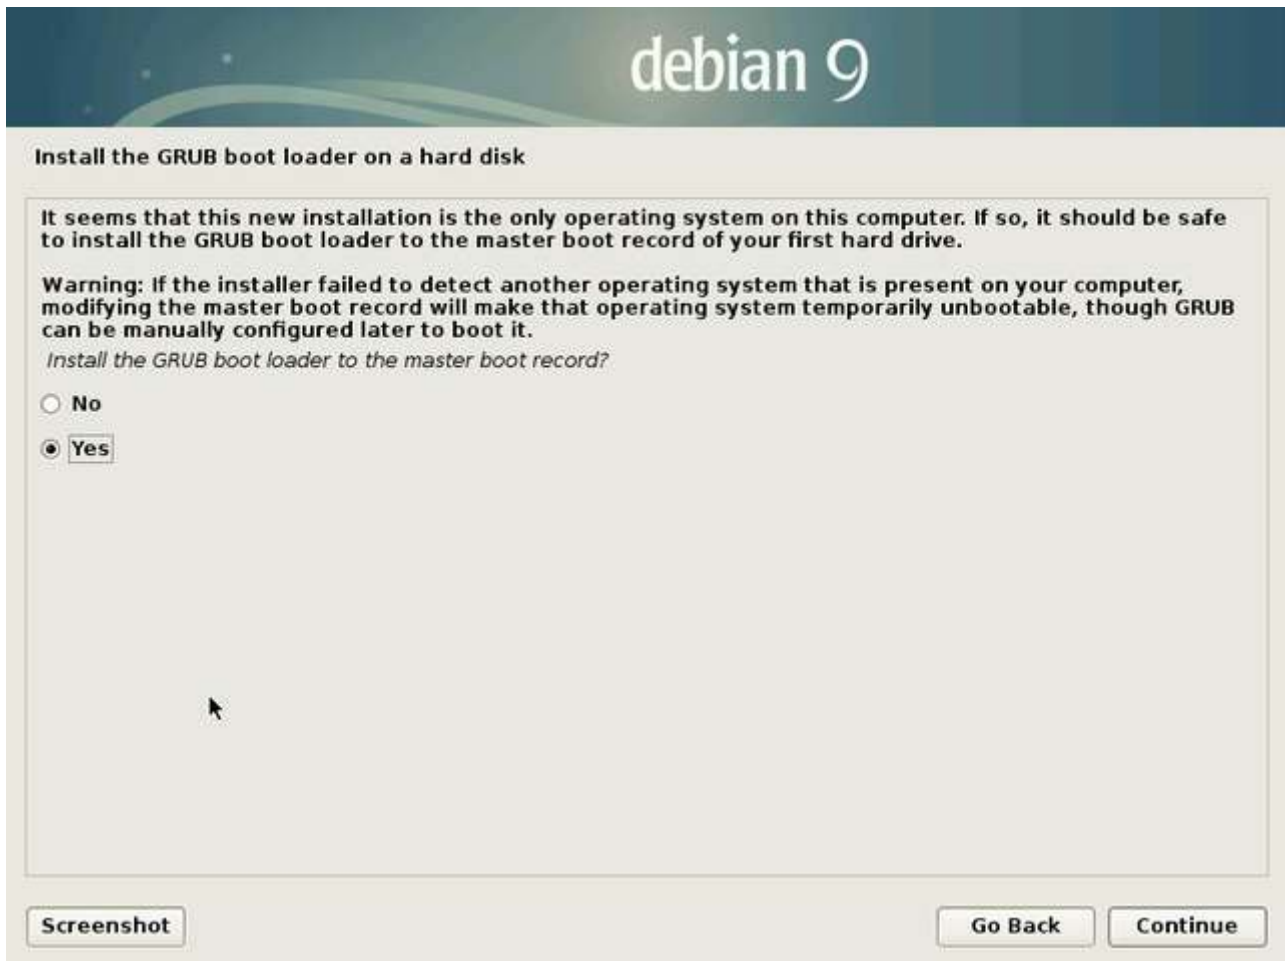 debian 9
Install the GRUB boot loader on a hard disk
It seems that this new installation is the only operating system on this computer. If so, it should be safe
to install the GRUB boot loader to the master boot record of your first hard drive.
Warning: If the installer failed to detect another operating system that is present on your computer,
modifying the master boot record will make that operating system temporarily unbootable, though GRUB
can be manually configured later to boot it.
Install the GRUB boot loader to the master boot record?
No
Yes
Screenshot Go Back Continue